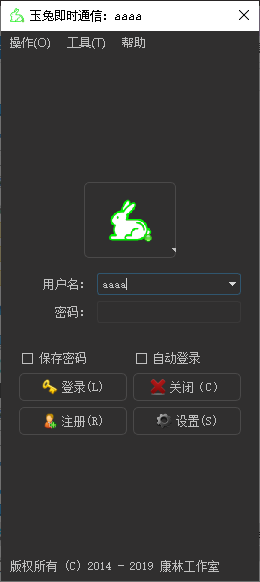 玉兔即时通信：aaaa
操作(O) 工具(T) 帮助
用户名： aaaa
密码：
保存密码 自动登录
登录(L) 关闭 (C)
注册(R) 设置(S)
版权所有 (C) 2014 - 2019 康林工作室